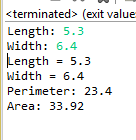 <terminated> (exit value
Length: 5.3
Width: 6.4
Length = 5.3
Width = 6.4
Perimeter: 23.4
Area: 33.92